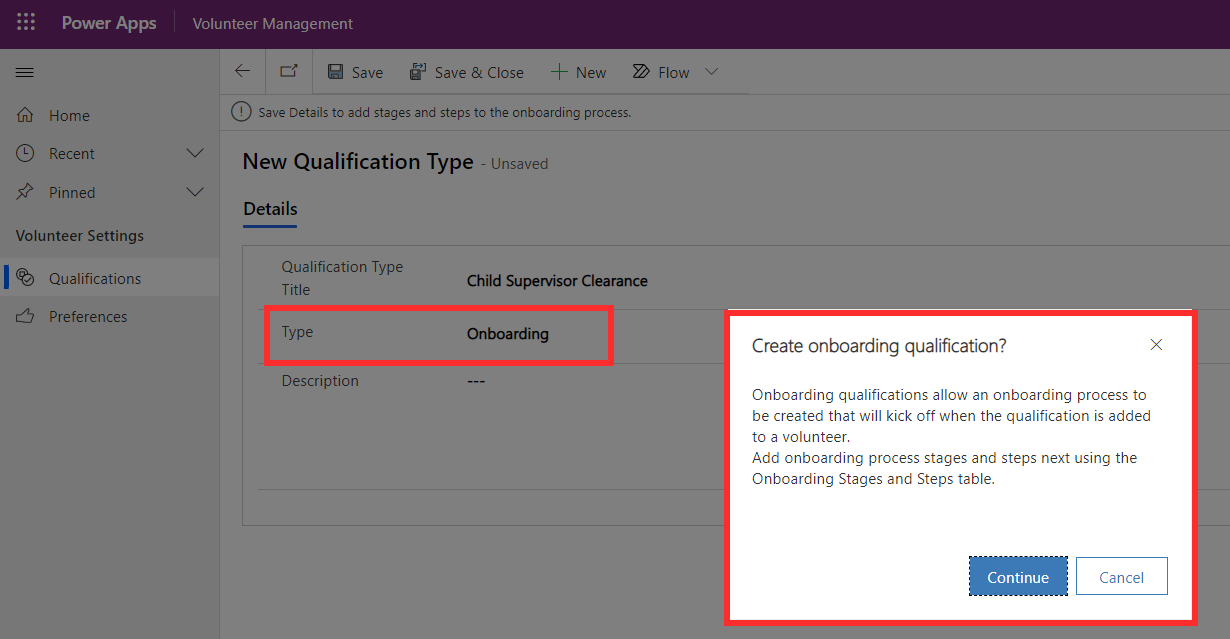 Power Apps
Volunteer Management
Save
Save & Close
New
Flow
Save Details to add stages and steps to the onboarding process.
Home
Recent
Pinned
Volunteer Settings
Qualifications
Preferences
New Qualification Type - Unsaved
Details
Qualification Type
Title
Child Supervisor Clearance
Type
Onboarding
Description
---
Create onboarding qualification?
Onboarding qualifications allow an onboarding process to
be created that will kick off when the qualification is added
to a volunteer.
Add onboarding process stages and steps next using the
Onboarding Stages and Steps table.
Continue
Cancel